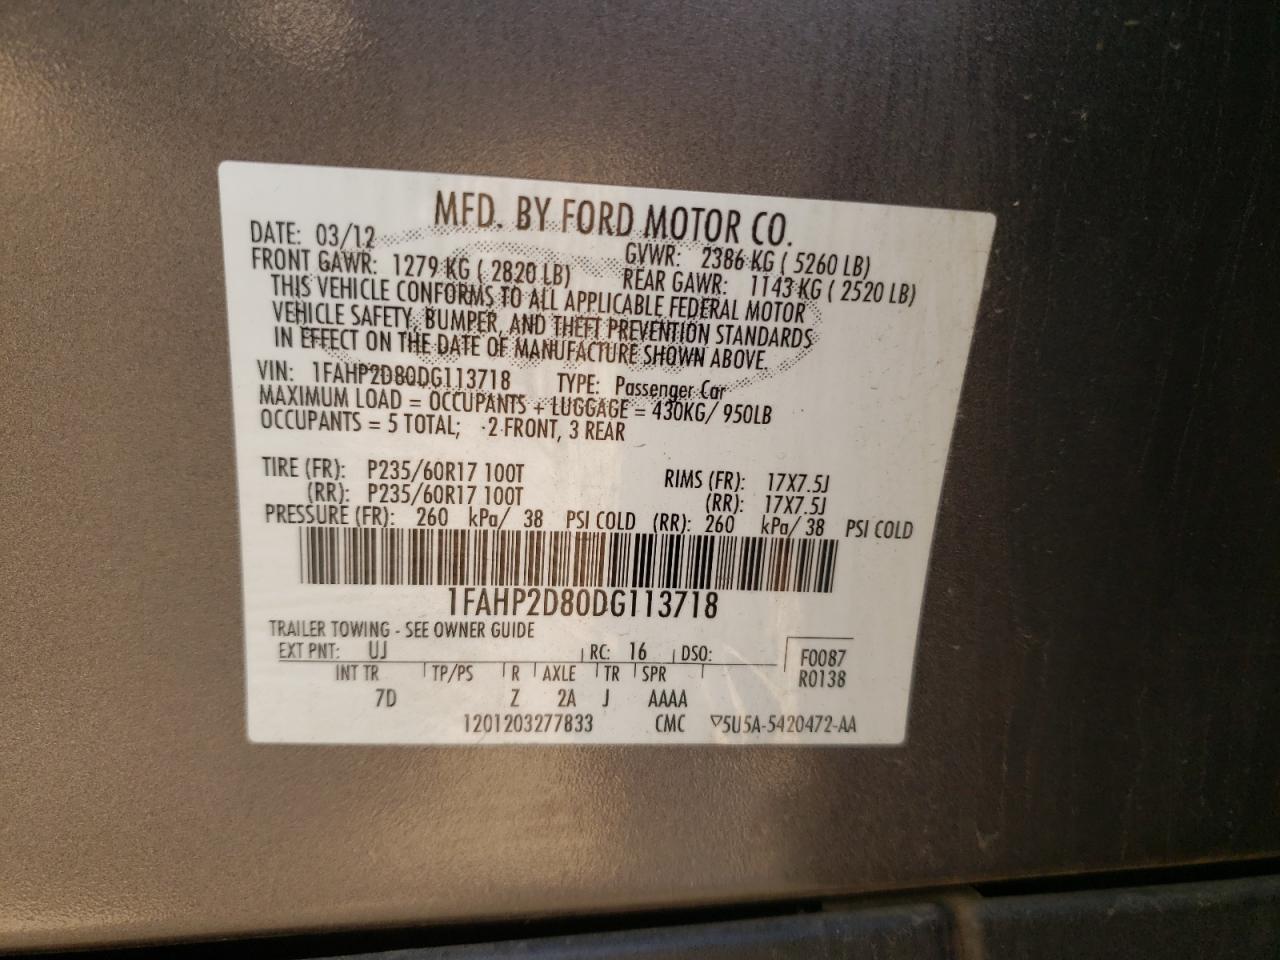 MFD. BY FORD MOTOR CO.
DATE: 03/12 GVWR: 2386 KG ( 5260 LB)
FRONT GAWR: 1279 KG ( 2820 LB) REAR GAWR: 1143 KG ( 2520 LB)
THIS VEHICLE CONFORMS TO ALL APPLICABLE FEDERAL MOTOR
VEHICLE SAFETY, BUMPER, AND THEFT PREVENTION STANDARDS
IN EFFECT ON THE DATE OF MANUFACTURE SHOWN ABOVE.
VIN: 1FAHP2D80DG113718 TYPE: Passenger Car
MAXIMUM LOAD = OCCUPANTS + LUGGAGE = 430KG/ 950LB
OCCUPANTS = 5 TOTAL; 2 FRONT, 3 REAR
TIRE (FR): P235/60R17 100T RIMS (FR): 17X7.5J
(RR): P235/60R17 100T (RR): 17X7.5J
PRESSURE (FR): 260 kPa/ 38 PSI COLD (RR): 260 kPa/ 38 PSI COLD
1FAHP2D80DG113718
TRAILER TOWING - SEE OWNER GUIDE
EXT PNT: UJ RC: 16 DSO: F0087
INT TR TP/PS R AXLE TR SPR R0138
7D Z 2A J AAAA
1201203277833 CMC ▽5U5A-5420472-AA